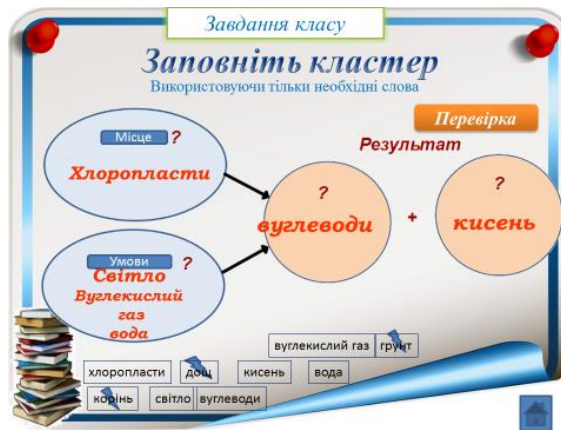 Завдання класу
Заповніть кластер
Використовуючи тільки необхідні слова
Перевірка
Результат
Місце ?
Хлоропласти
Умови ?
Світло
Вуглекислий
газ
вода
?
вуглеводи
+
?
кисень
вуглекислий газ грунт
хлоропласти дощ кисень вода
корінь світло вуглеводи